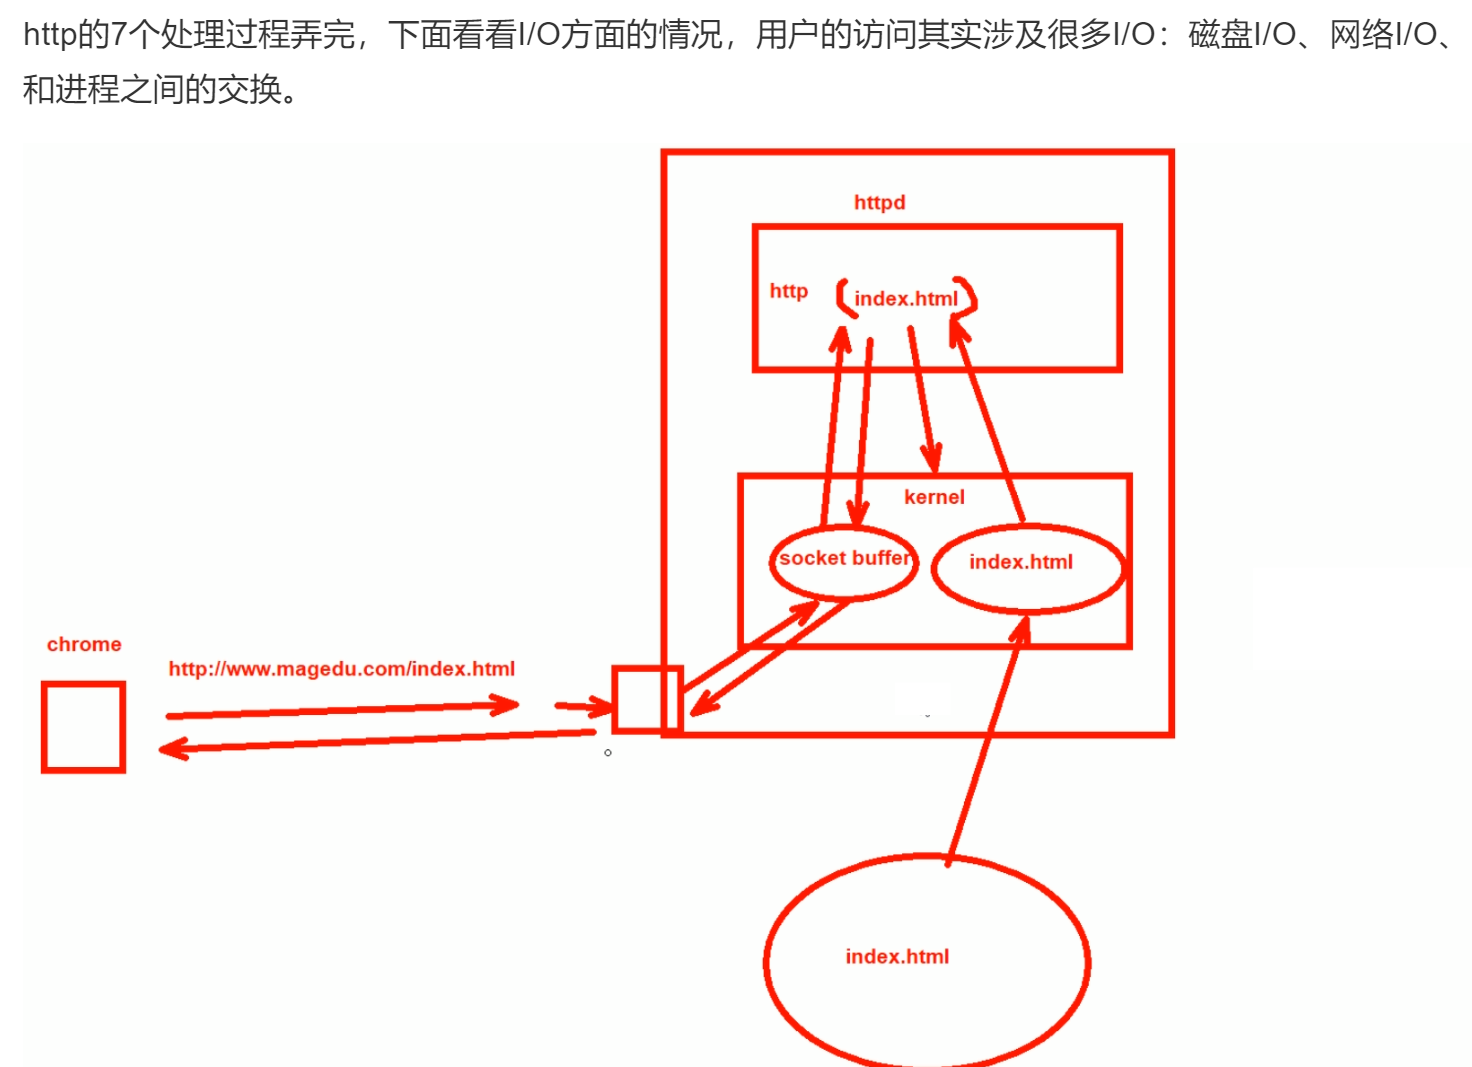 http的7个处理过程弄完，下面看看I/O方面的情况，用户的访问其实涉及很多I/O：磁盘I/O、网络I/O、
和进程之间的交换。
httpd
http
index.html
kernel
socket buffer
index.html
chrome
http://www.magedu.com/index.html
index.html